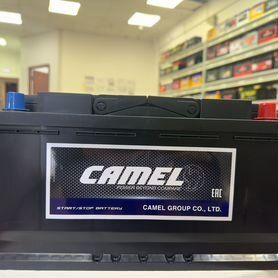 CAMEL
POWER BEYOND COMPARE
EAC
START/STOP BATTERY
CAMEL GROUP CO., LTD.